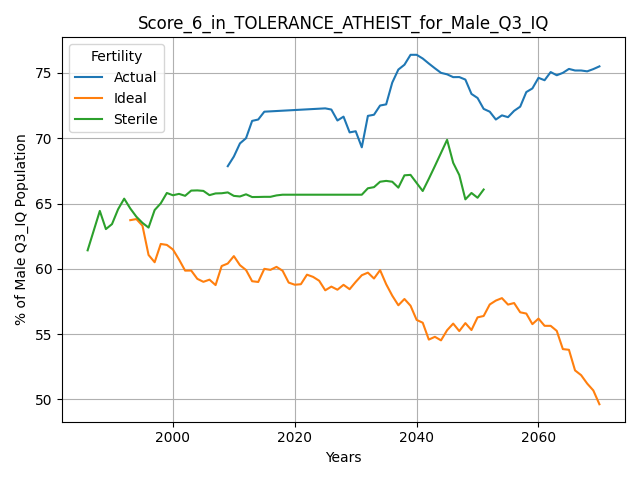 Score_6_in_TOLERANCE_ATHEIST_for_Male_Q3_IQ
Fertility
Actual
Ideal
Sterile
% of Male Q3_IQ Population
75
70
65
60
55
50
2000
2020
2040
2060
Years